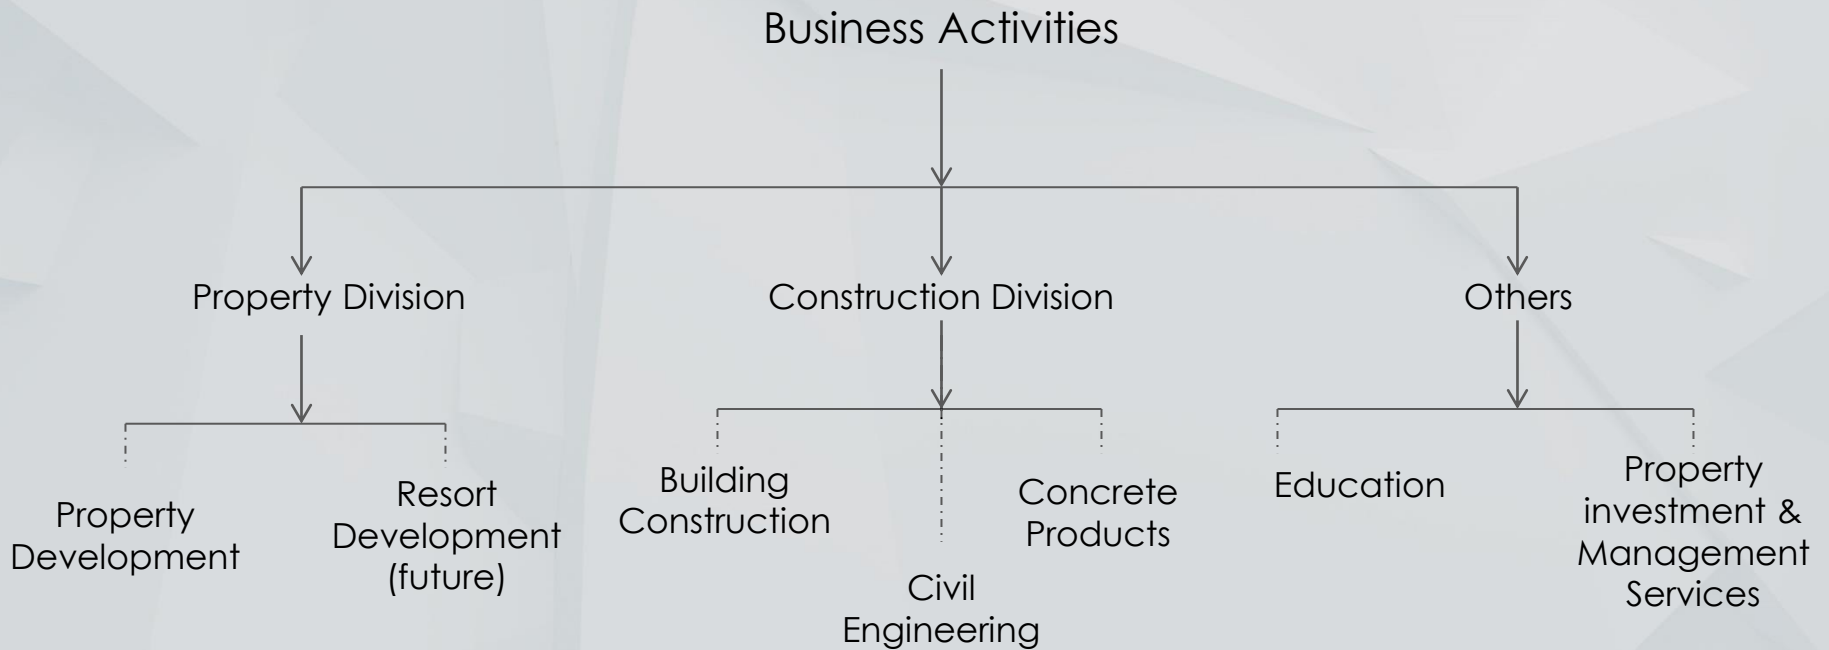 Business Activities
Property Division
Construction Division
Others
Property
Development
Resort
Development
(future)
Building
Construction
Civil
Engineering
Concrete
Products
Education
Property
investment &
Management
Services